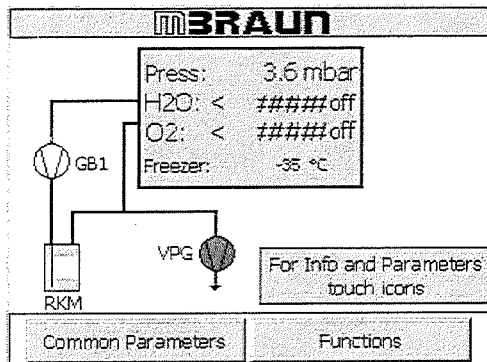 MBRAUN
Press: 3.6 mbar
H2O: < ##### off
O2: < ##### off
Freezer: -35 °C
GB1
VPG
RKM
For Info and Parameters
touch icons
Common Parameters
Functions